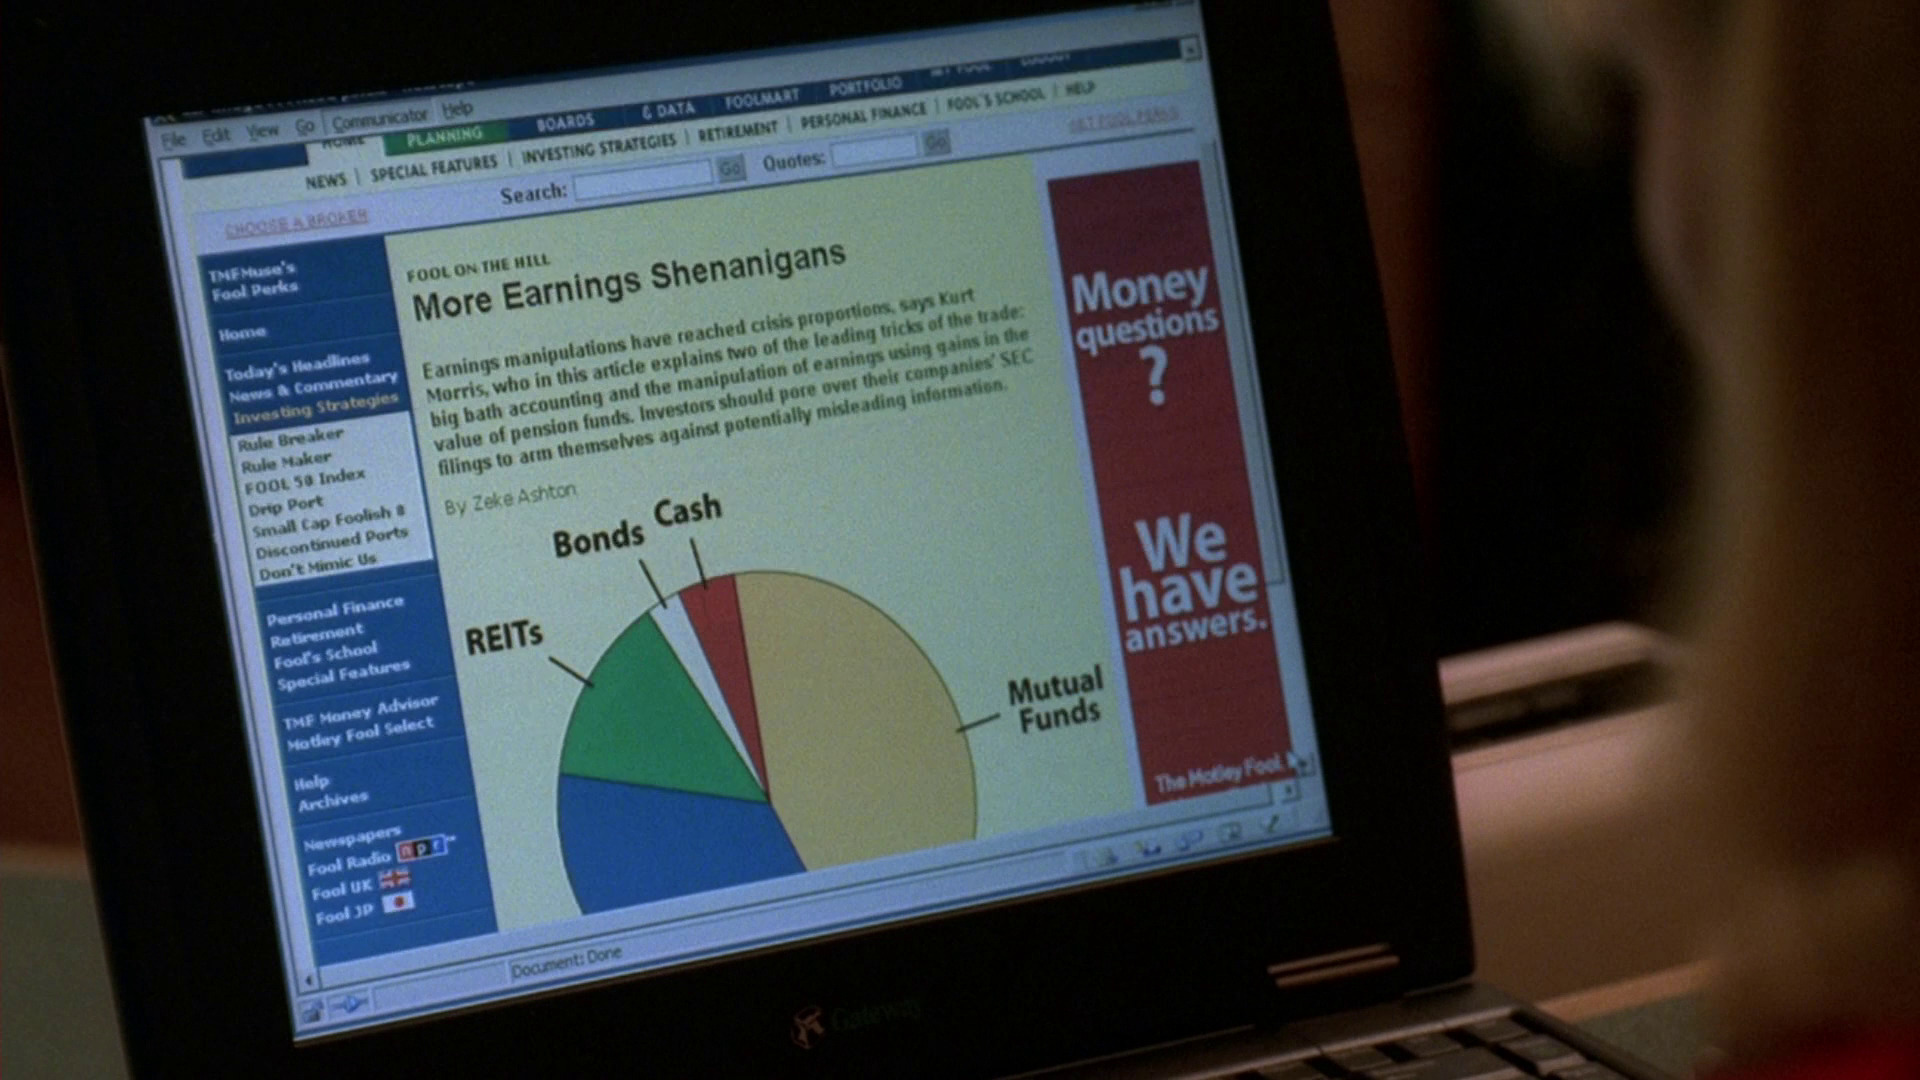 File Edit View Go Communicator Help
HOME PLANNING BOARDS & DATA FOOLMART PORTFOLIO MY FOOL LOGOUT
NEWS | SPECIAL FEATURES | INVESTING STRATEGIES | RETIREMENT | PERSONAL FINANCE | FOOL'S SCHOOL | HELP
CHOOSE A BROKER
Search: Go Quotes: Go
GET FOOL PERKS
TMFMuse's
Fool Perks
Home
Today's Headlines
News & Commentary
Investing Strategies
Rule Breaker
Rule Maker
FOOL 50 Index
Drip Port
Small Cap Foolish 8
Discontinued Ports
Don't Mimic Us
Personal Finance
Retirement
Fool's School
Special Features
TMF Money Advisor
Motley Fool Select
Help
Archives
Newspapers
Fool Radio npr
Fool UK
Fool JP
FOOL ON THE HILL
More Earnings Shenanigans
Earnings manipulations have reached crisis proportions, says Kurt
Morris, who in this article explains two of the leading tricks of the trade:
big bath accounting and the manipulation of earnings using gains in the
value of pension funds. Investors should pore over their companies' SEC
filings to arm themselves against potentially misleading information.
By Zeke Ashton
Bonds
Cash
REITs
Mutual
Funds
Money
questions
?
We
have
answers.
The Motley Fool.
Document: Done
Gateway